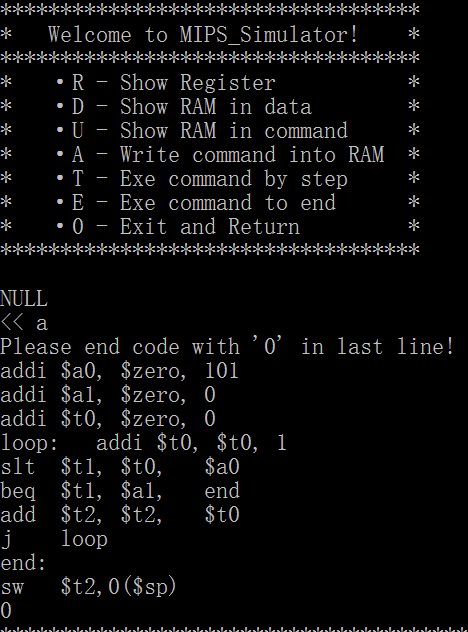 ***********************************
*   Welcome to MIPS_Simulator!    *
***********************************
*    ·R - Show Register           *
*    ·D - Show RAM in data        *
*    ·U - Show RAM in command     *
*    ·A - Write command into RAM  *
*    ·T - Exe command by step     *
*    ·E - Exe command to end      *
*    ·0 - Exit and Return         *
***********************************
NULL
<< a
Please end code with '0' in last line!
addi $a0, $zero, 101
addi $a1, $zero, 0
addi $t0, $zero, 0
loop:   addi $t0, $t0, 1
slt  $t1, $t0,   $a0
beq  $t1, $a1,   end
add  $t2, $t2,   $t0
j    loop
end:
sw   $t2,0($sp)
0